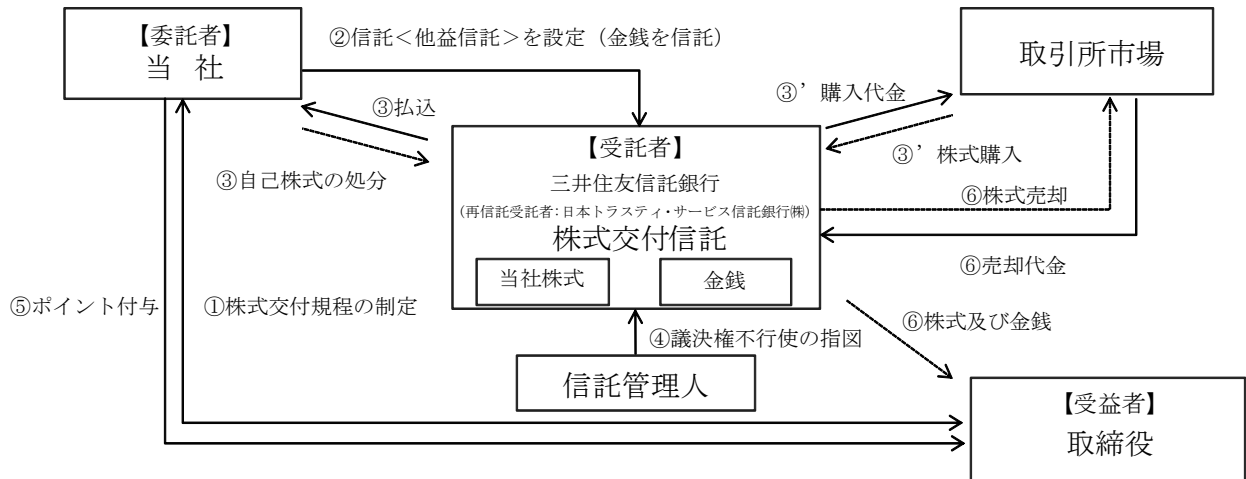 【委託者】
当 社
②信託＜他益信託＞を設定（金銭を信託）
取引所市場
③払込
③自己株式の処分
③’購入代金
③’株式購入
【受託者】
三井住友信託銀行
(再信託受託者：日本トラスティ・サービス信託銀行㈱)
株式交付信託
当社株式
金銭
⑥株式売却
⑥売却代金
⑤ポイント付与
①株式交付規程の制定
⑥株式及び金銭
④議決権不行使の指図
信託管理人
【受益者】
取締役